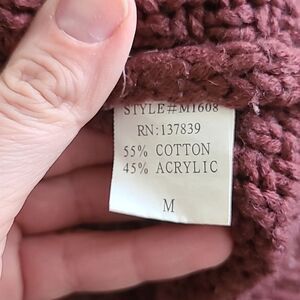 STYLE#M1608
RN:137839
55% COTTON
45% ACRYLIC
M